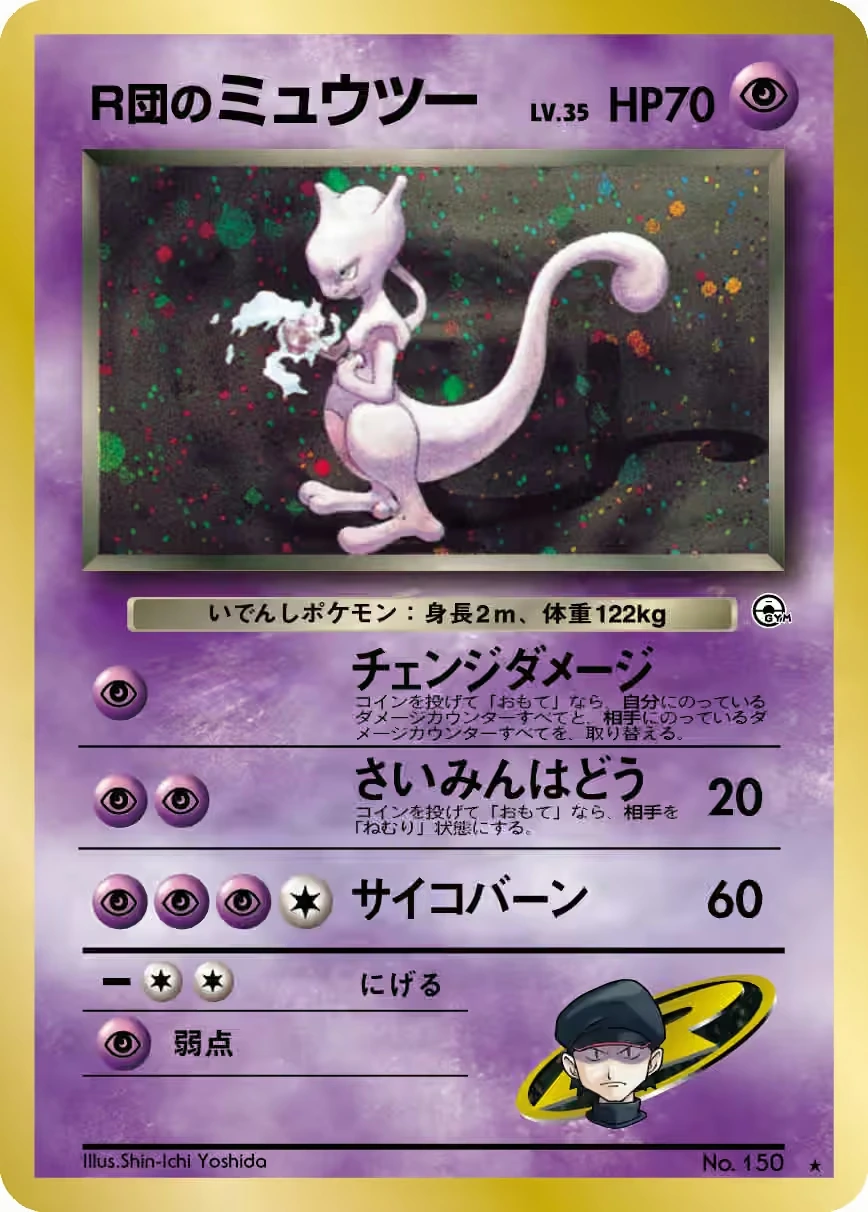 R団のミュウツー LV.35 HP70
いでんしポケモン：身長2m、体重122kg
GYM
チェンジダメージ
コインを投げて「おもて」なら、自分にのっている
ダメージカウンターすべてと、相手にのっているダ
メージカウンターすべてを、取り替える。
さいみんはどう 20
コインを投げて「おもて」なら、相手を
「ねむり」状態にする。
サイコバーン 60
にげる
弱点
R
Illus.Shin-Ichi Yoshida No. 150 ★